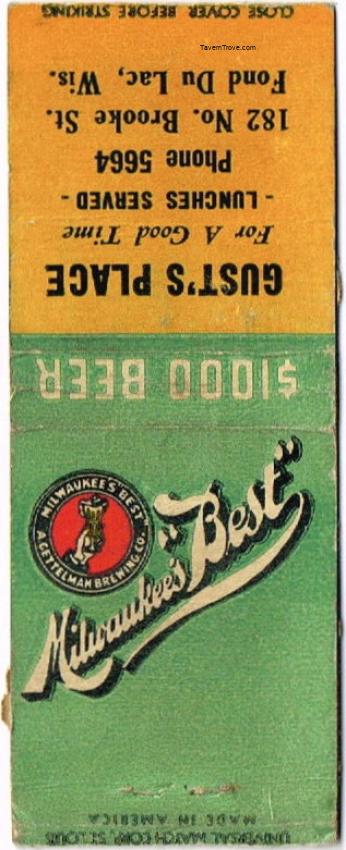 CLOSE COVER BEFORE STRIKING
TavernTrove.com
GUST'S PLACE
For A Good Time
- LUNCHES SERVED -
Phone 5664
182 No. Brooke St.
Fond Du Lac, Wis.
$1000 BEER
"MILWAUKEE'S BEST"
A. GETTELMAN BREWING CO.
Milwaukee's "Best"
MADE IN AMERICA
UNIVERSAL MATCH CORP., ST. LOUIS